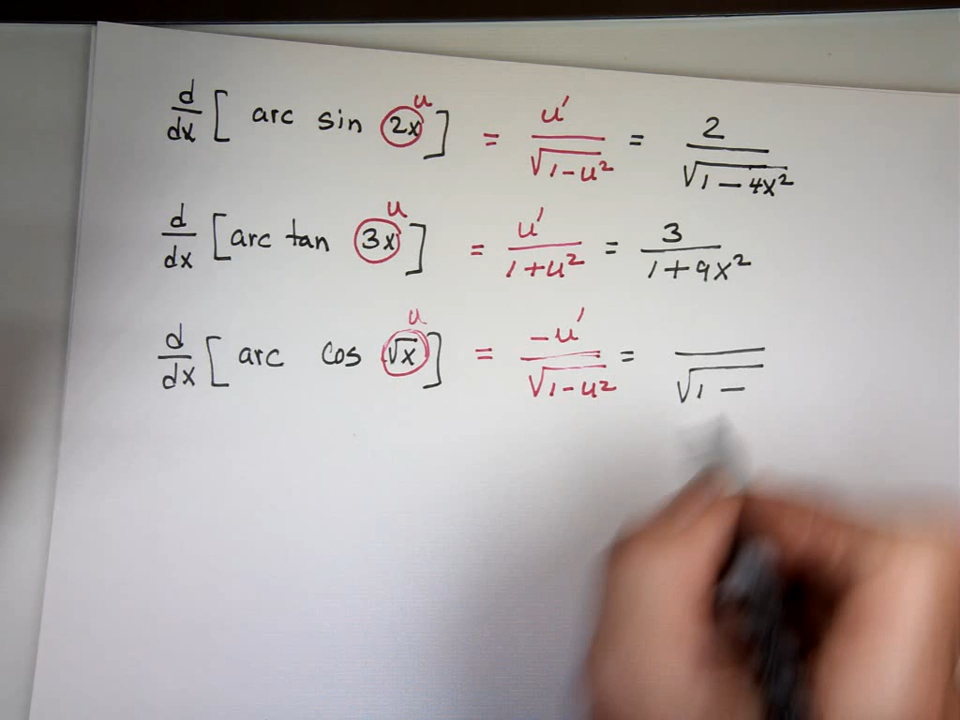 d/dx [ arc sin 2x ] = u'/√1-u² = 2/√1-4x²
u
d/dx [ arc tan 3x ] = u'/1+u² = 3/1+9x²
u
d/dx [ arc cos √x ] = -u'/√1-u² = /√1-
u